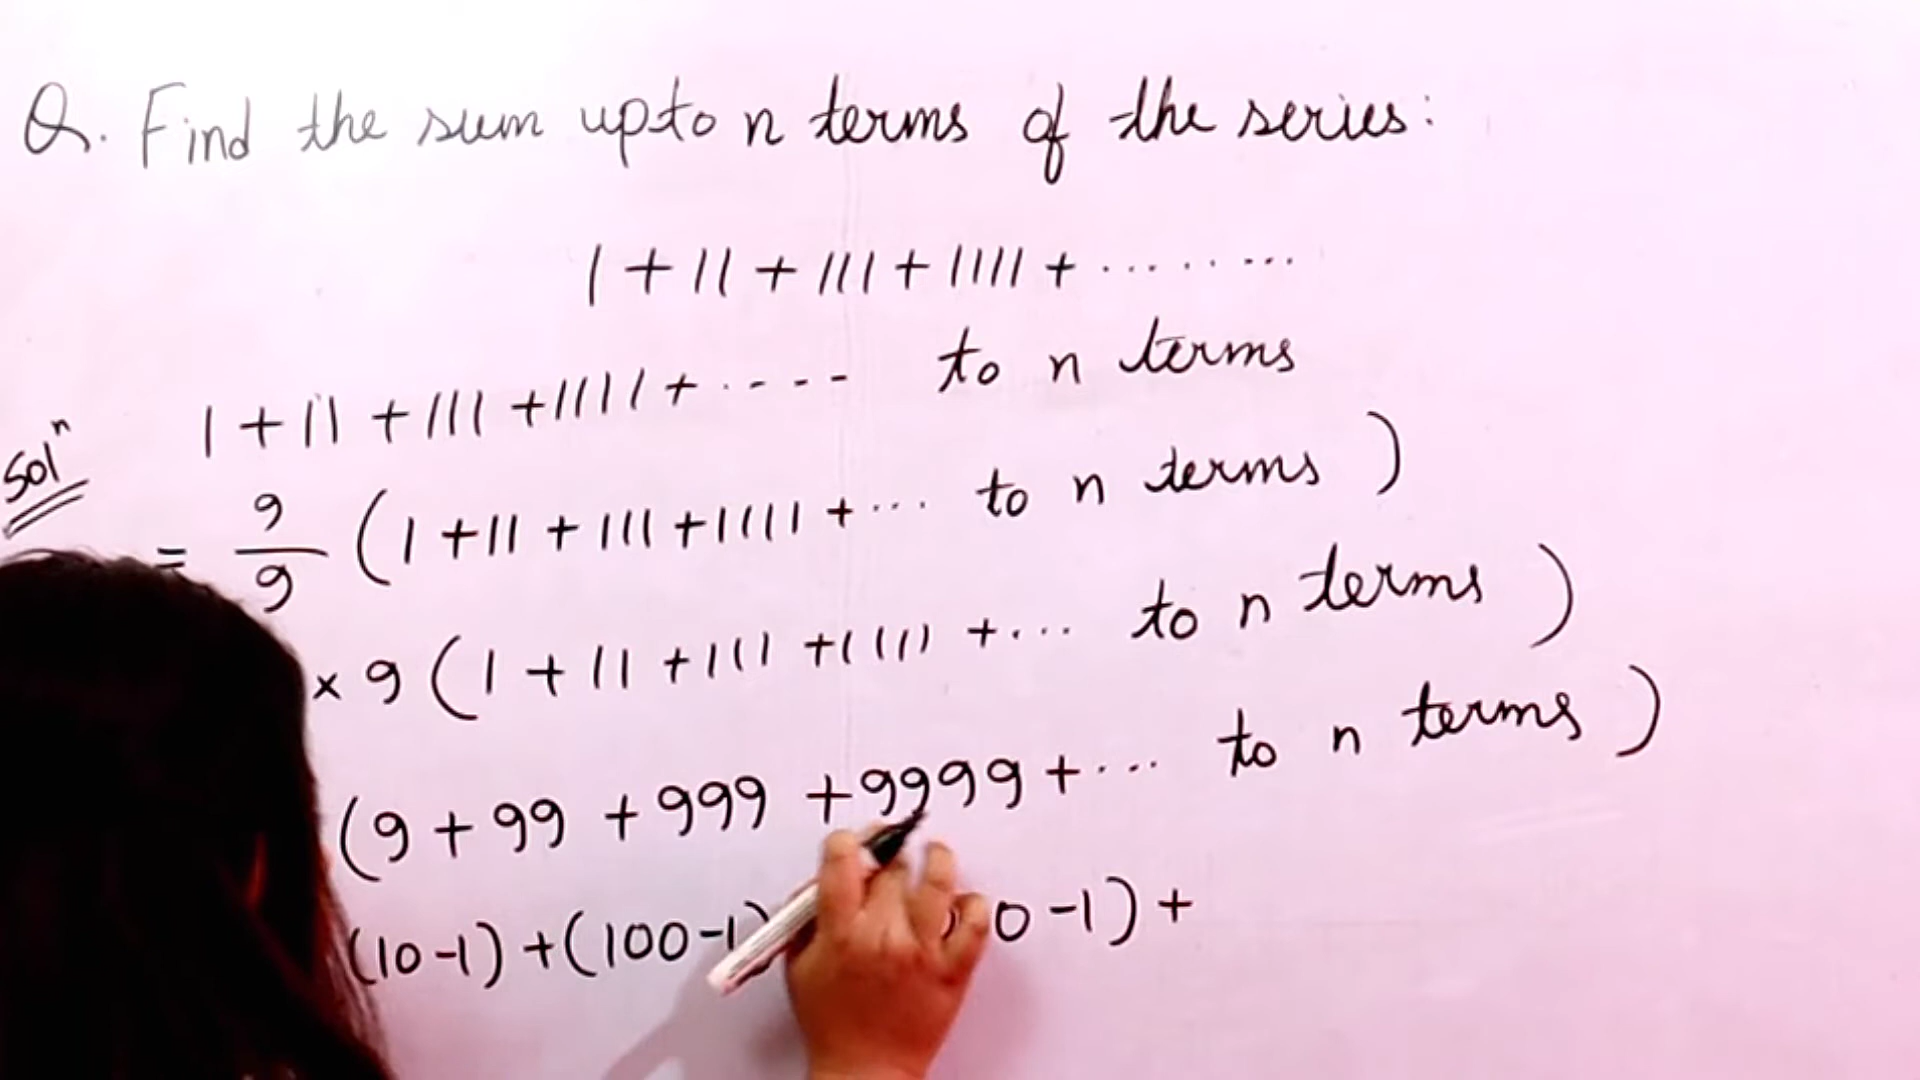 Q. Find the sum upto n terms of the series:
1 + 11 + 111 + 1111 + ........
Solⁿ 1 + 11 + 111 + 1111 + ..--- to n terms
= 9/9 (1 + 11 + 111 + 1111 + ... to n terms)
× 9 (1 + 11 + 111 + 1111 + ... to n terms)
(9 + 99 + 999 + 9999 + ... to n terms)
(10-1) + (100-1) 0-1) +